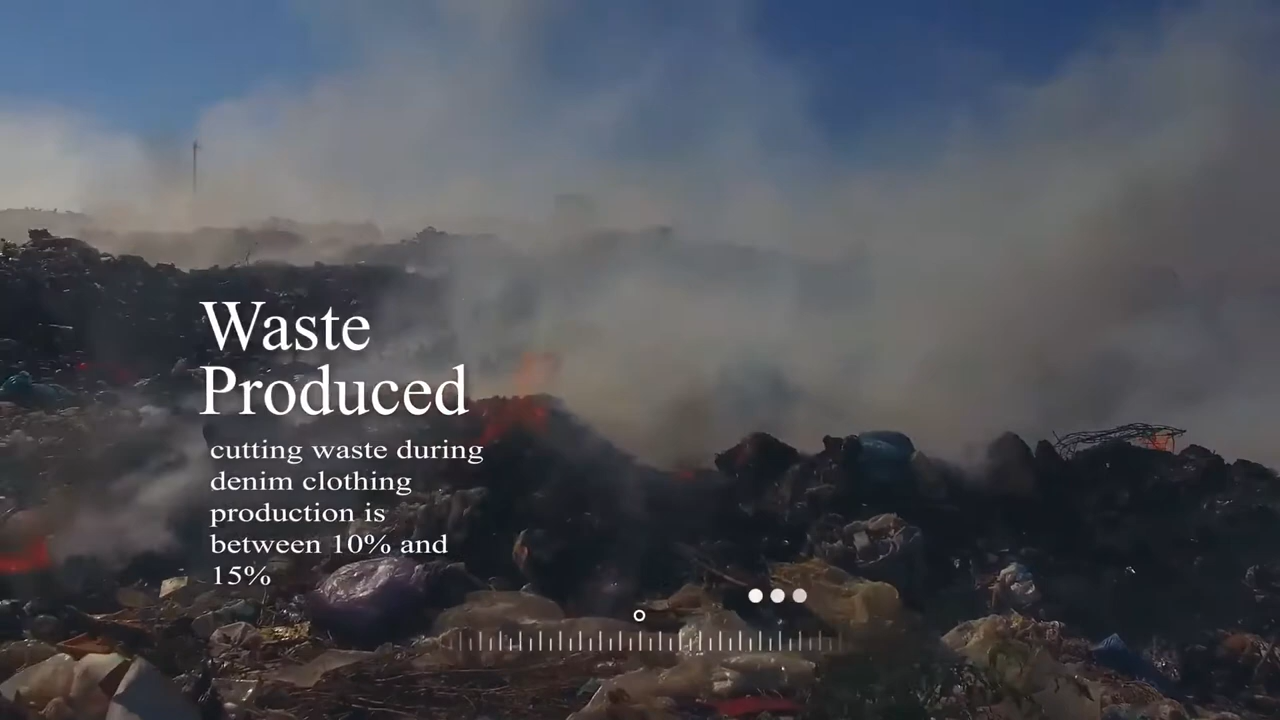 Waste
Produced
cutting waste during
denim clothing
production is
between 10% and
15%